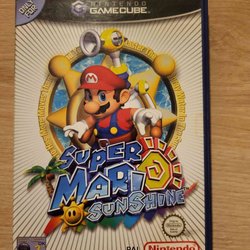 NINTENDO
GAMECUBE
SUPER
MARIO
SUNSHINE
PAL
Nintendo